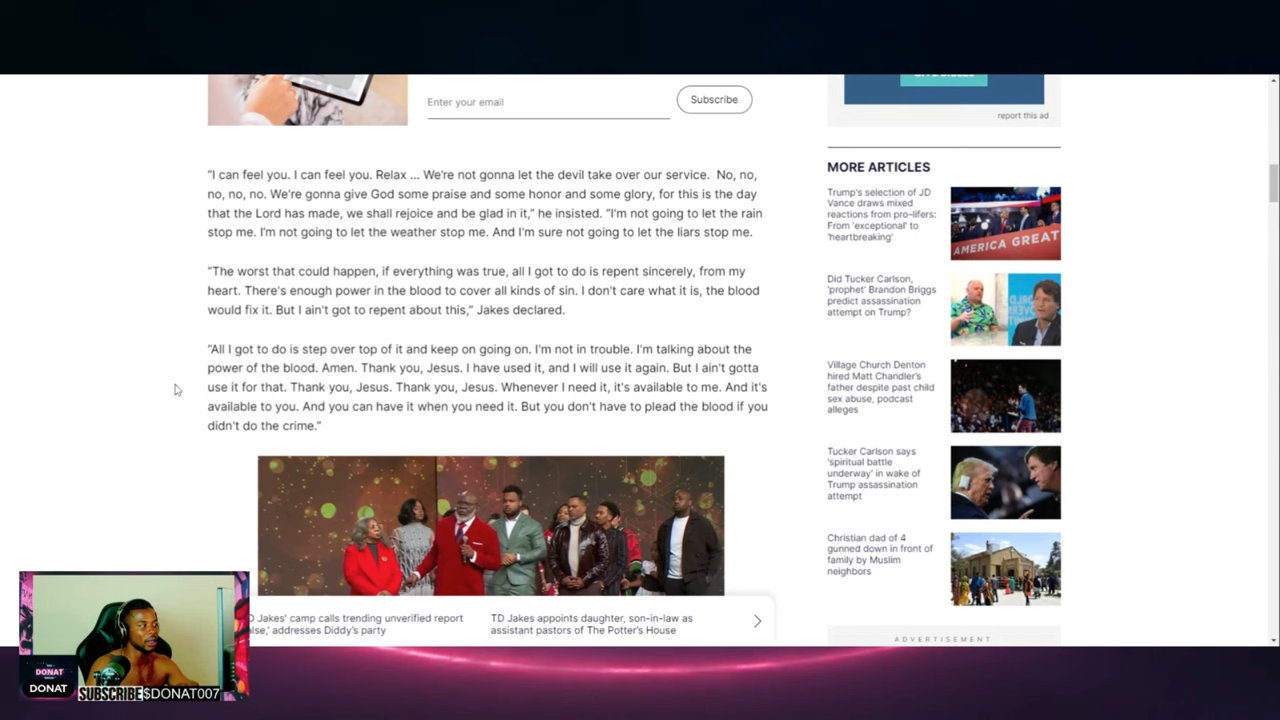 Enter your email
Subscribe
report this ad
"I can feel you. I can feel you. Relax ... We're not gonna let the devil take over our service.  No, no,
no, no, no. We're gonna give God some praise and some honor and some glory, for this is the day
that the Lord has made, we shall rejoice and be glad in it," he insisted. "I'm not going to let the rain
stop me. I'm not going to let the weather stop me. And I'm sure not going to let the liars stop me.
"The worst that could happen, if everything was true, all I got to do is repent sincerely, from my
heart. There's enough power in the blood to cover all kinds of sin. I don't care what it is, the blood
would fix it. But I ain't got to repent about this," Jakes declared.
"All I got to do is step over top of it and keep on going on. I'm not in trouble. I'm talking about the
power of the blood. Amen. Thank you, Jesus. I have used it, and I will use it again. But I ain't gotta
use it for that. Thank you, Jesus. Thank you, Jesus. Whenever I need it, it's available to me. And it's
available to you. And you can have it when you need it. But you don't have to plead the blood if you
didn't do the crime."
D Jakes' camp calls trending unverified report
lse,' addresses Diddy's party
TD Jakes appoints daughter, son-in-law as
assistant pastors of The Potter's House
MORE ARTICLES
Trump's selection of JD
Vance draws mixed
reactions from pro-lifers:
From 'exceptional' to
'heartbreaking'
AMERICA GREAT
Did Tucker Carlson,
'prophet' Brandon Briggs
predict assassination
attempt on Trump?
Village Church Denton
hired Matt Chandler's
father despite past child
sex abuse, podcast
alleges
Tucker Carlson says
'spiritual battle
underway' in wake of
Trump assassination
attempt
Christian dad of 4
gunned down in front of
family by Muslim
neighbors
ADVERTISEMENT
DONAT
DONAT
SUBSCRIBE$DONAT007